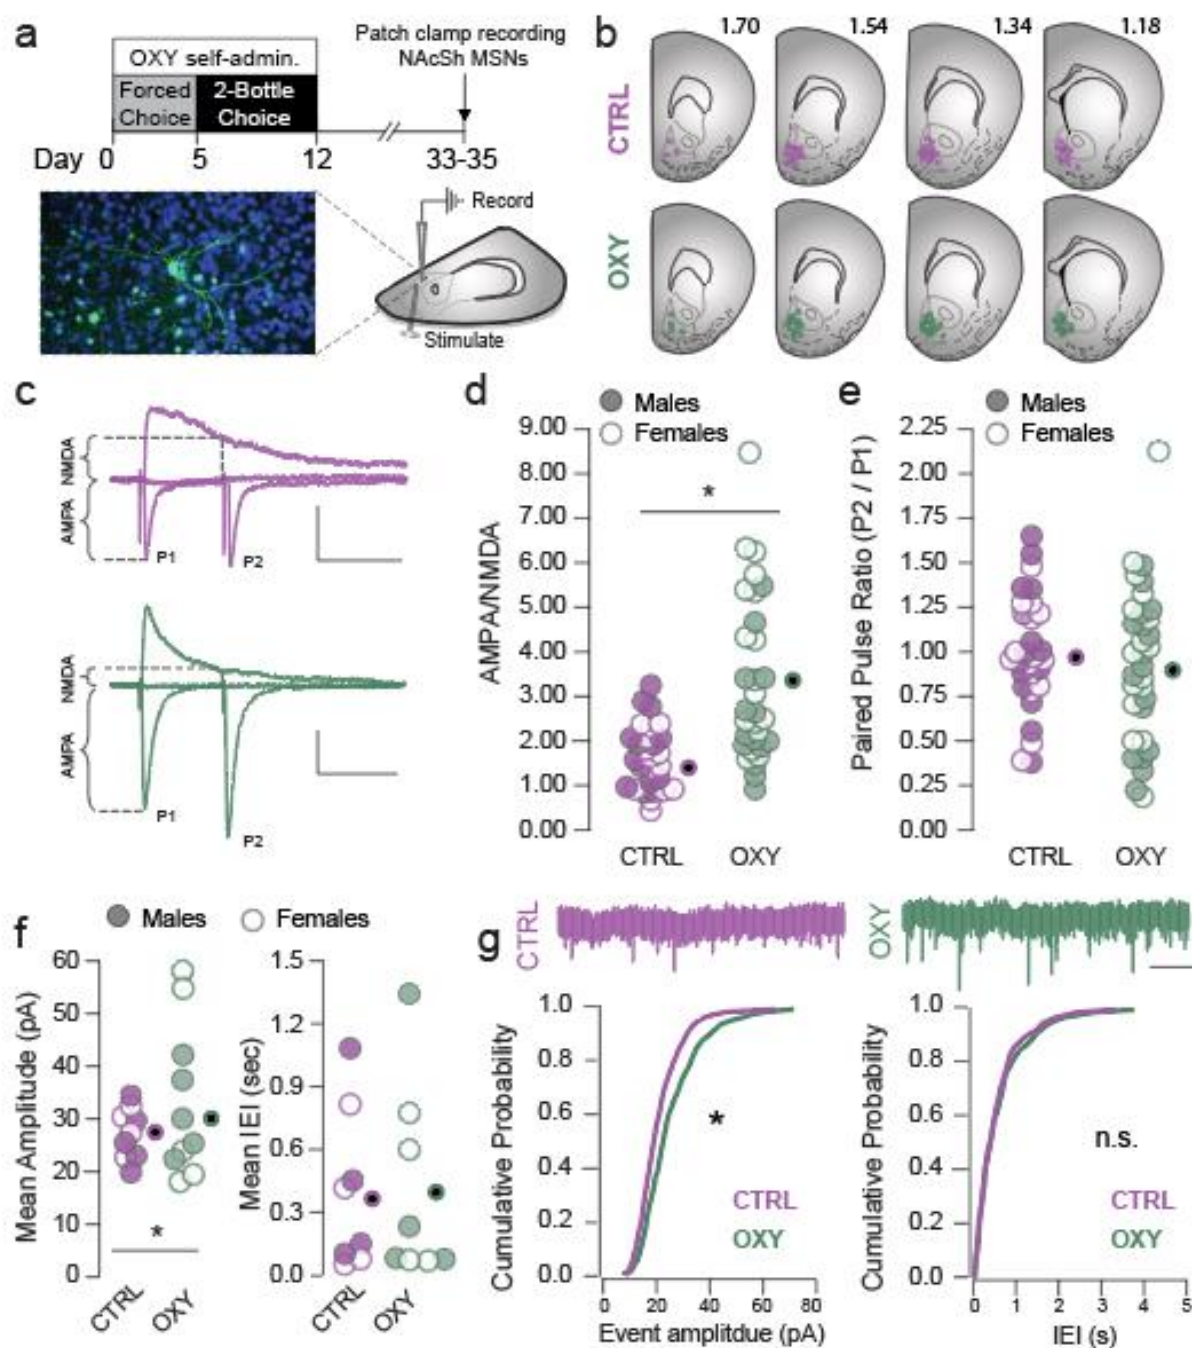 a
Patch clamp recording
NAcSh MSNs
OXY self-admin.
Forced
Choice
2-Bottle
Choice
Day 0 5 12 33-35
Record
Stimulate
b
1.70 1.54 1.34 1.18
CTRL
OXY
c
NMDA
AMPA
P1 P2
NMDA
AMPA
P1
P2
d
Males
Females
AMPA/NMDA
9.00
8.00
7.00
6.00
5.00
4.00
3.00
2.00
1.00
0.00
*
CTRL OXY
e
Males
Females
Paired Pulse Ratio (P2 / P1)
2.25
2.00
1.75
1.50
1.25
1.00
0.75
0.50
0.25
0.00
CTRL OXY
f
Males Females
Mean Amplitude (pA)
60
50
40
30
20
10
0
*
CTRL OXY
Mean IEI (sec)
1.5
1.2
0.9
0.6
0.3
0.0
CTRL OXY
g
CTRL
OXY
Cumulative Probability
1.0
0.8
0.6
0.4
0.2
0.0
*
CTRL
OXY
0 20 40 60 80
Event amplitdue (pA)
Cumulative Probability
1.0
0.8
0.6
0.4
0.2
0.0
n.s.
CTRL
OXY
0 1 2 3 4 5
IEI (s)